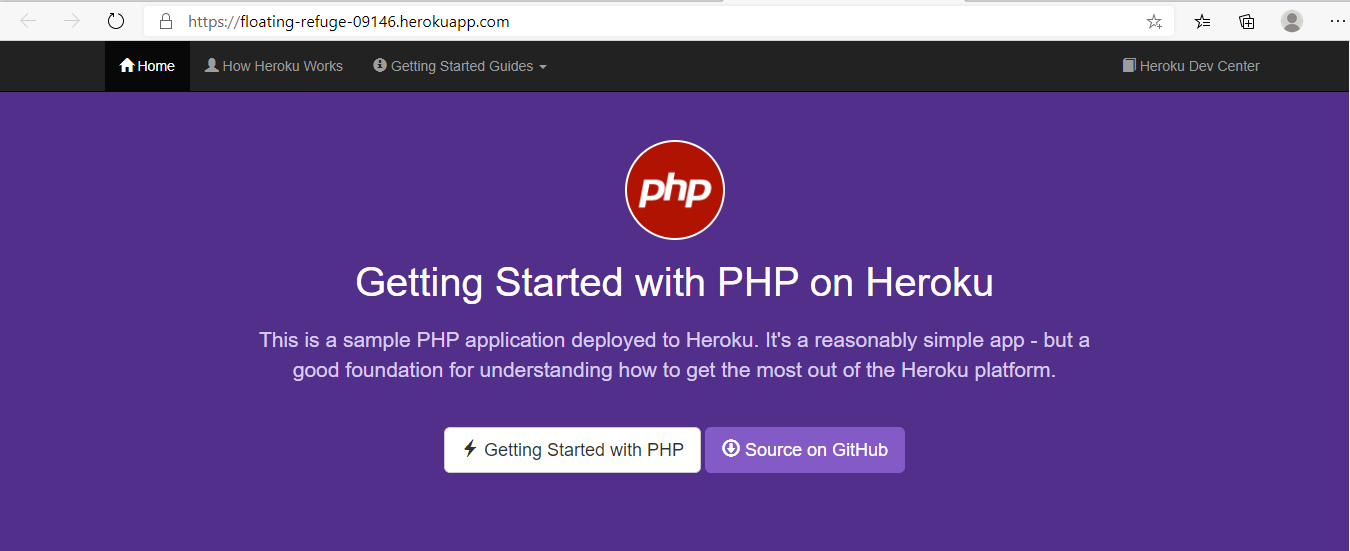 https://floating-refuge-09146.herokuapp.com
Home How Heroku Works Getting Started Guides Heroku Dev Center
php
Getting Started with PHP on Heroku
This is a sample PHP application deployed to Heroku. It's a reasonably simple app - but a
good foundation for understanding how to get the most out of the Heroku platform.
Getting Started with PHP Source on GitHub